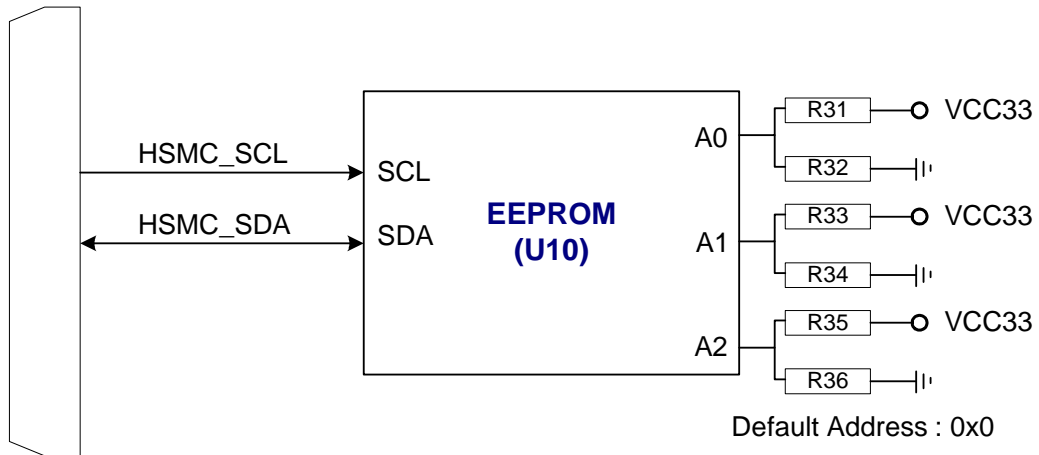 HSMC_SCL
HSMC_SDA
SCL
SDA
EEPROM
(U10)
A0
A1
A2
R31
VCC33
R32
R33
VCC33
R34
R35
VCC33
R36
Default Address : 0x0